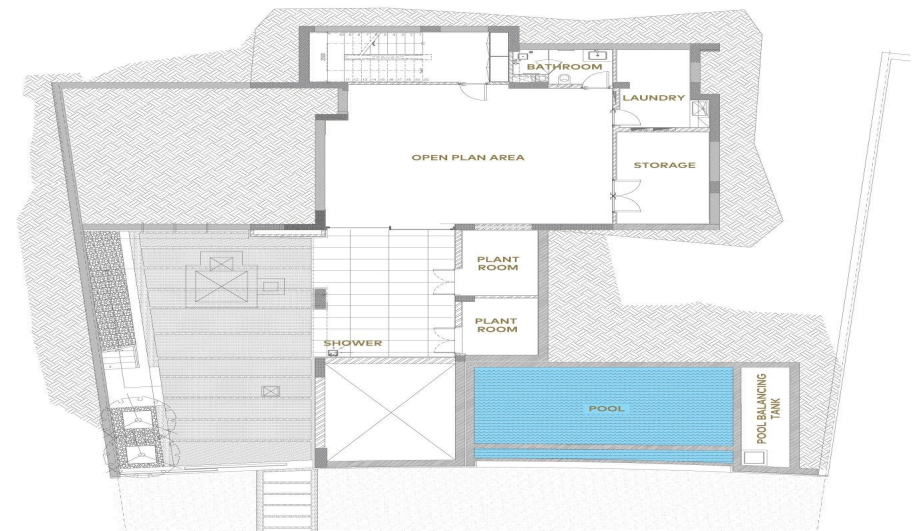 BATHROOM
LAUNDRY
OPEN PLAN AREA
STORAGE
PLANT
ROOM
PLANT
ROOM
SHOWER
POOL
POOL BALANCING
TANK